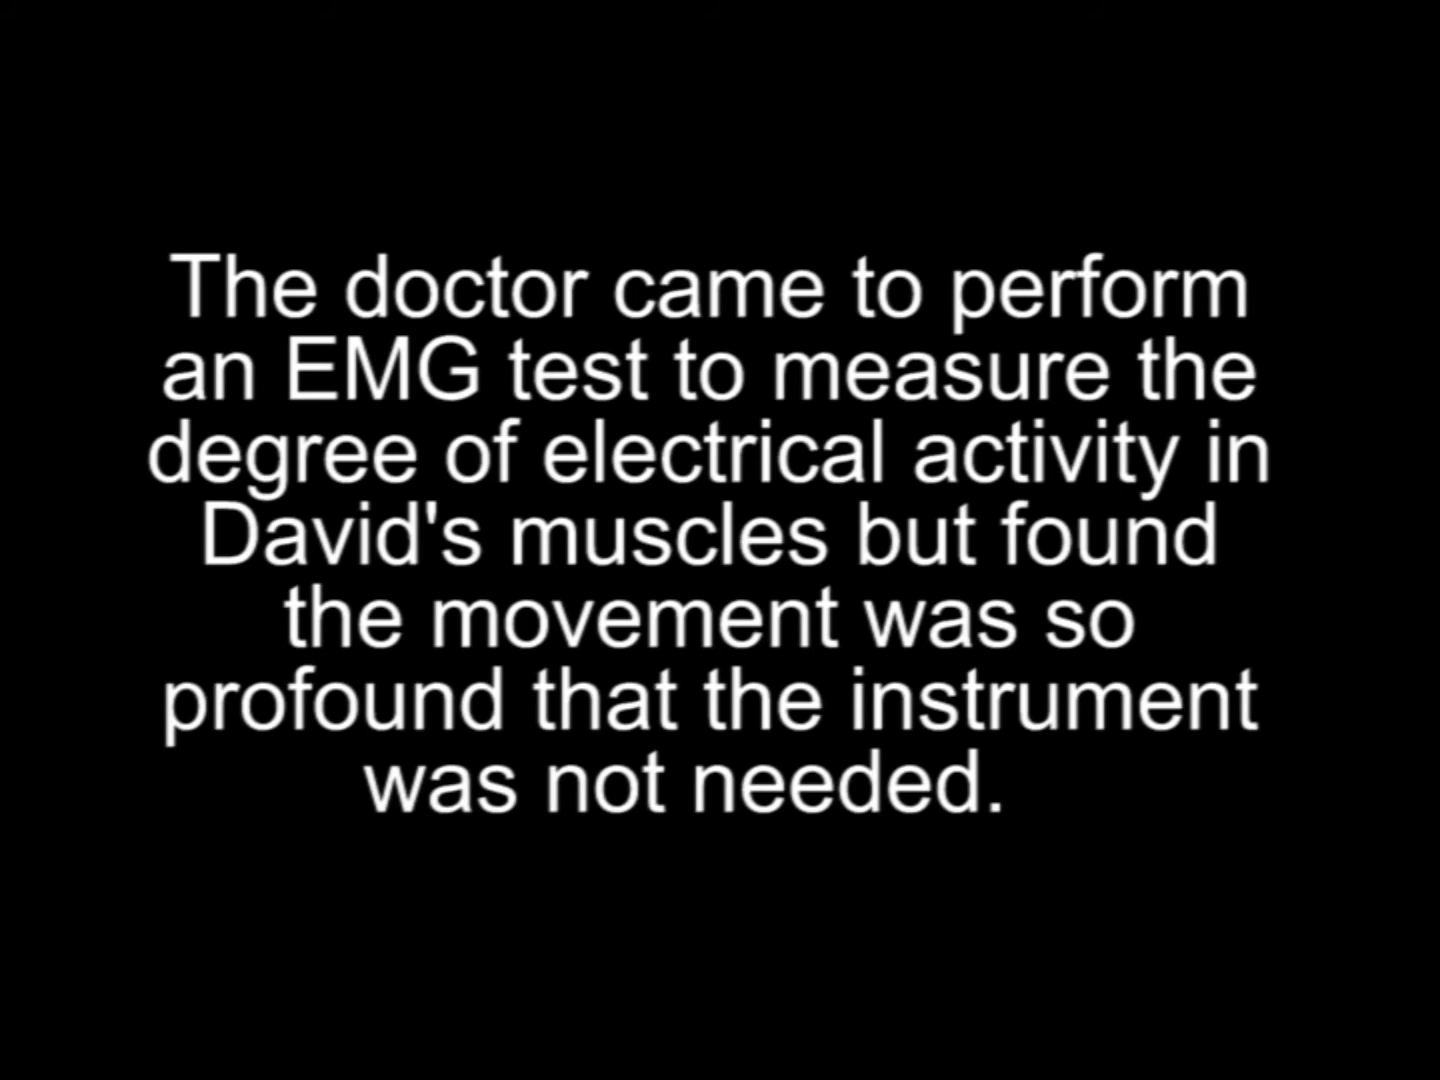 The doctor came to perform
an EMG test to measure the
degree of electrical activity in
David's muscles but found
the movement was so
profound that the instrument
was not needed.